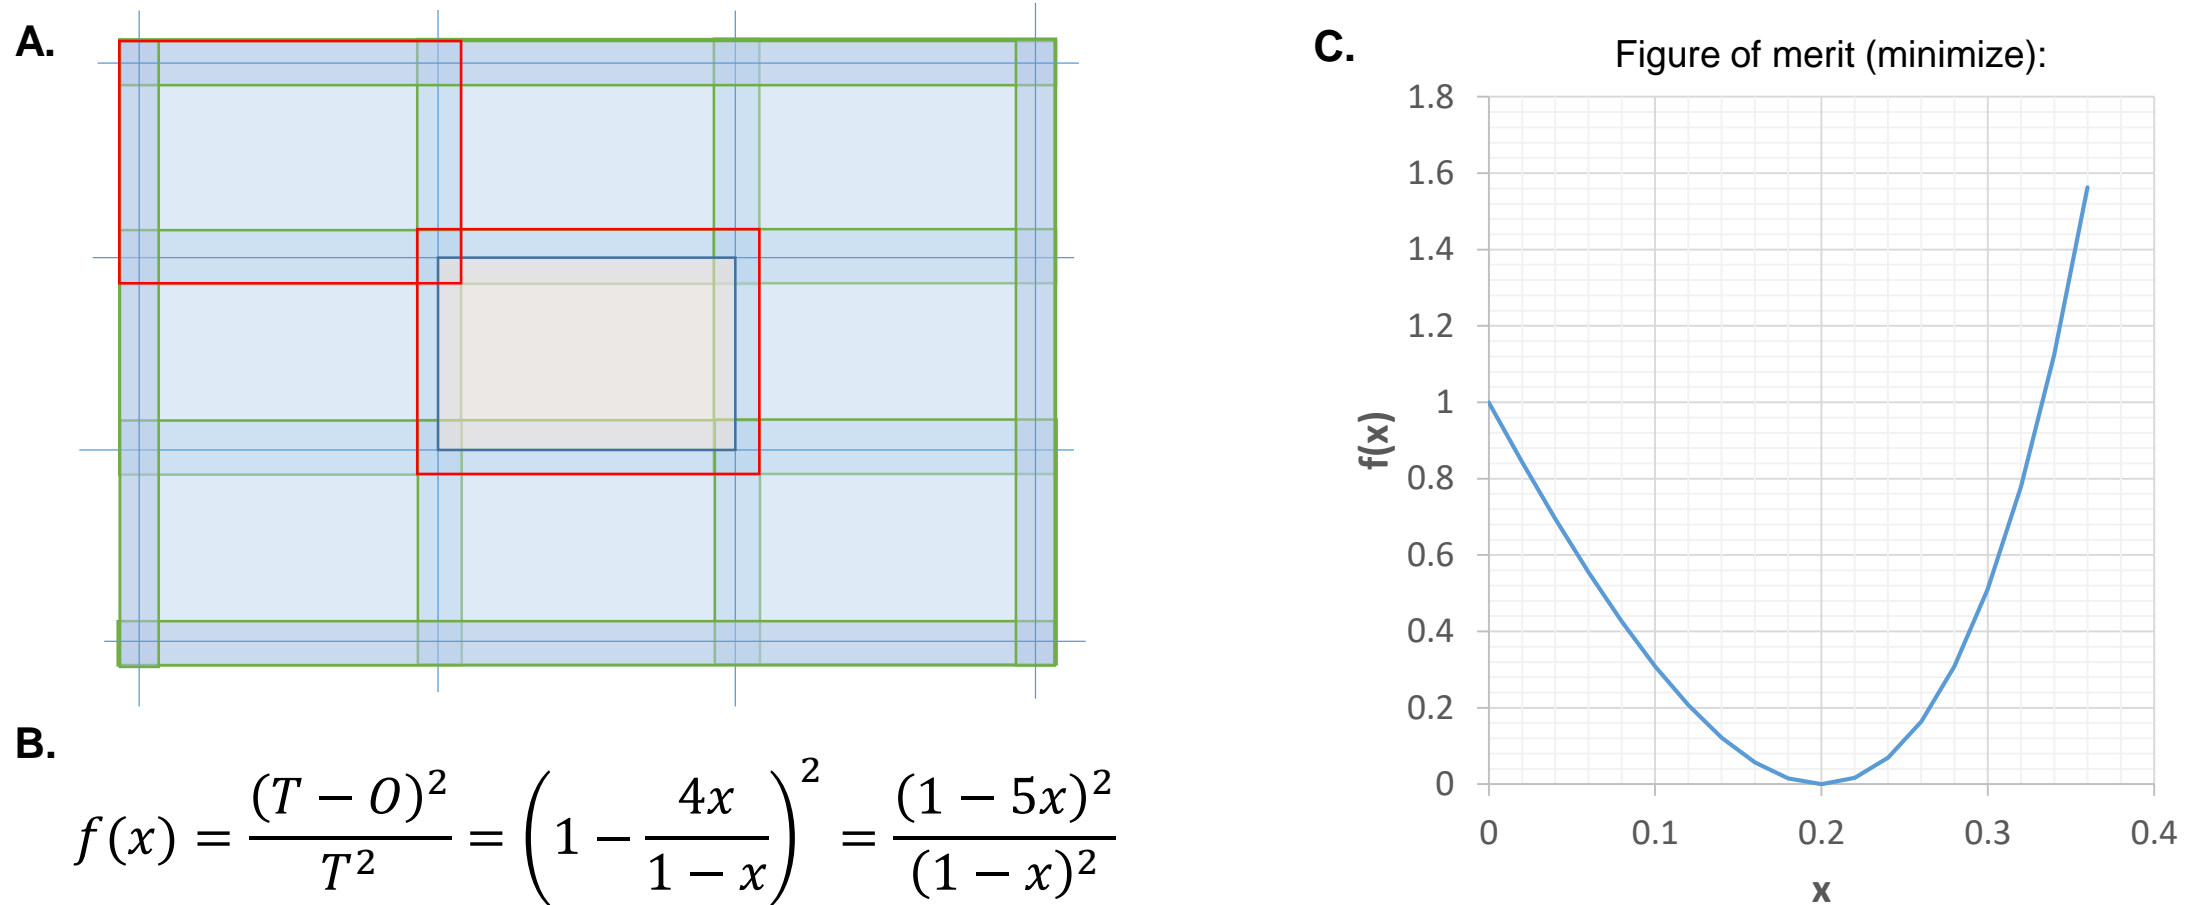 A.
B.
f(x) = (T − O)²/T² = (1 − 4x/(1 − x))² = (1 − 5x)²/(1 − x)²
C.
Figure of merit (minimize):
1.8
1.6
1.4
1.2
1
0.8
0.6
0.4
0.2
0
f(x)
0 0.1 0.2 0.3 0.4
x